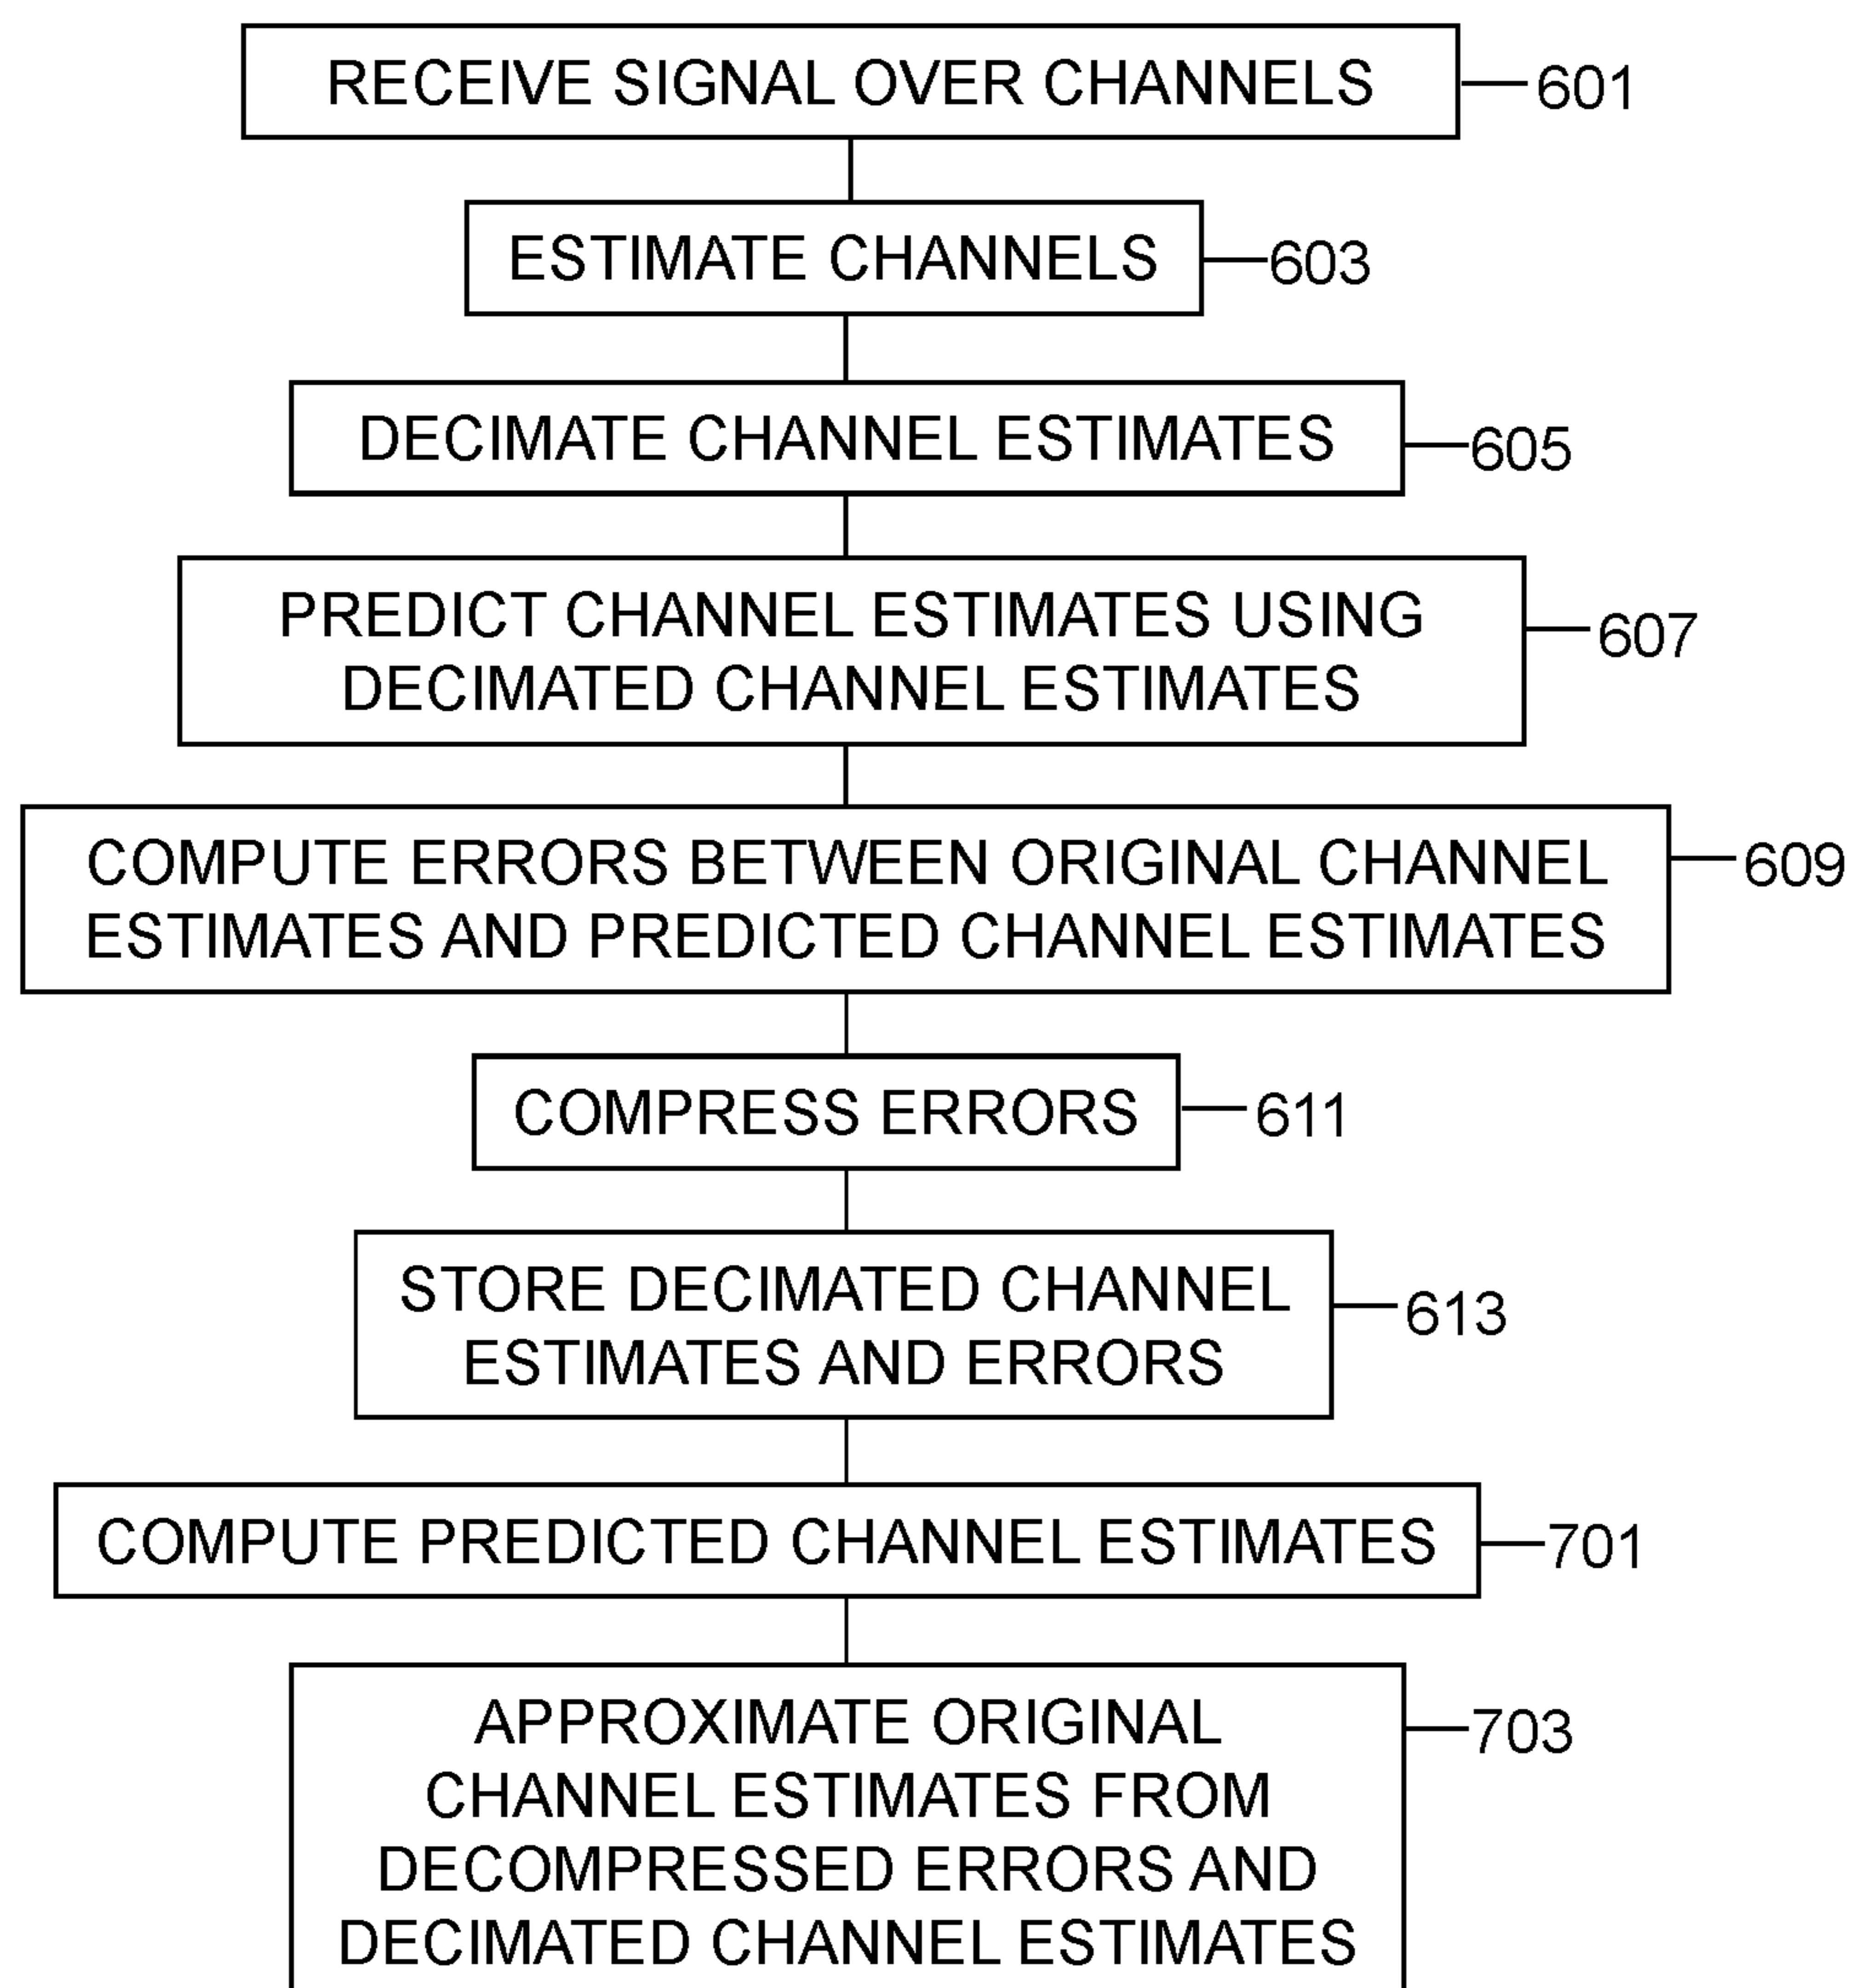 RECEIVE SIGNAL OVER CHANNELS
601
ESTIMATE CHANNELS
603
DECIMATE CHANNEL ESTIMATES
605
PREDICT CHANNEL ESTIMATES USING
DECIMATED CHANNEL ESTIMATES
607
COMPUTE ERRORS BETWEEN ORIGINAL CHANNEL
ESTIMATES AND PREDICTED CHANNEL ESTIMATES
609
COMPRESS ERRORS
611
STORE DECIMATED CHANNEL
ESTIMATES AND ERRORS
613
COMPUTE PREDICTED CHANNEL ESTIMATES
701
APPROXIMATE ORIGINAL
CHANNEL ESTIMATES FROM
DECOMPRESSED ERRORS AND
DECIMATED CHANNEL ESTIMATES
703